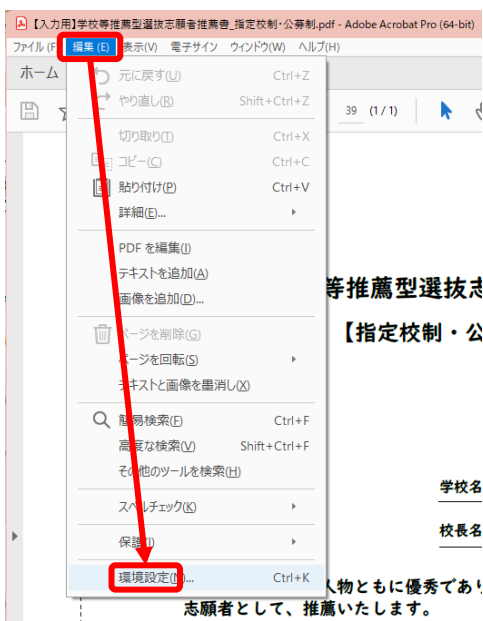 【入力用】学校等推薦型選抜志願者推薦書_指定校制・公募制.pdf - Adobe Acrobat Pro (64-bit)
ファイル(F) 編集(E) 表示(V) 電子サイン ウィンドウ(W) ヘルプ(H)
ホーム
39 (1 / 1)
元に戻す(U) Ctrl+Z
やり直し(R) Shift+Ctrl+Z
切り取り(T) Ctrl+X
コピー(C) Ctrl+C
貼り付け(P) Ctrl+V
詳細(E)...
PDF を編集(I)
テキストを追加(A)
画像を追加(D)...
ページを削除(G)
ページを回転(S)
テキストと画像を墨消し(X)
簡易検索(F) Ctrl+F
高度な検索(V) Shift+Ctrl+F
その他のツールを検索(H)
スペルチェック(K)
保護(I)
環境設定(N)... Ctrl+K
等推薦型選抜志
【指定校制・公
学校名
校長名
人物ともに優秀であり
志願者として、推薦いたします。